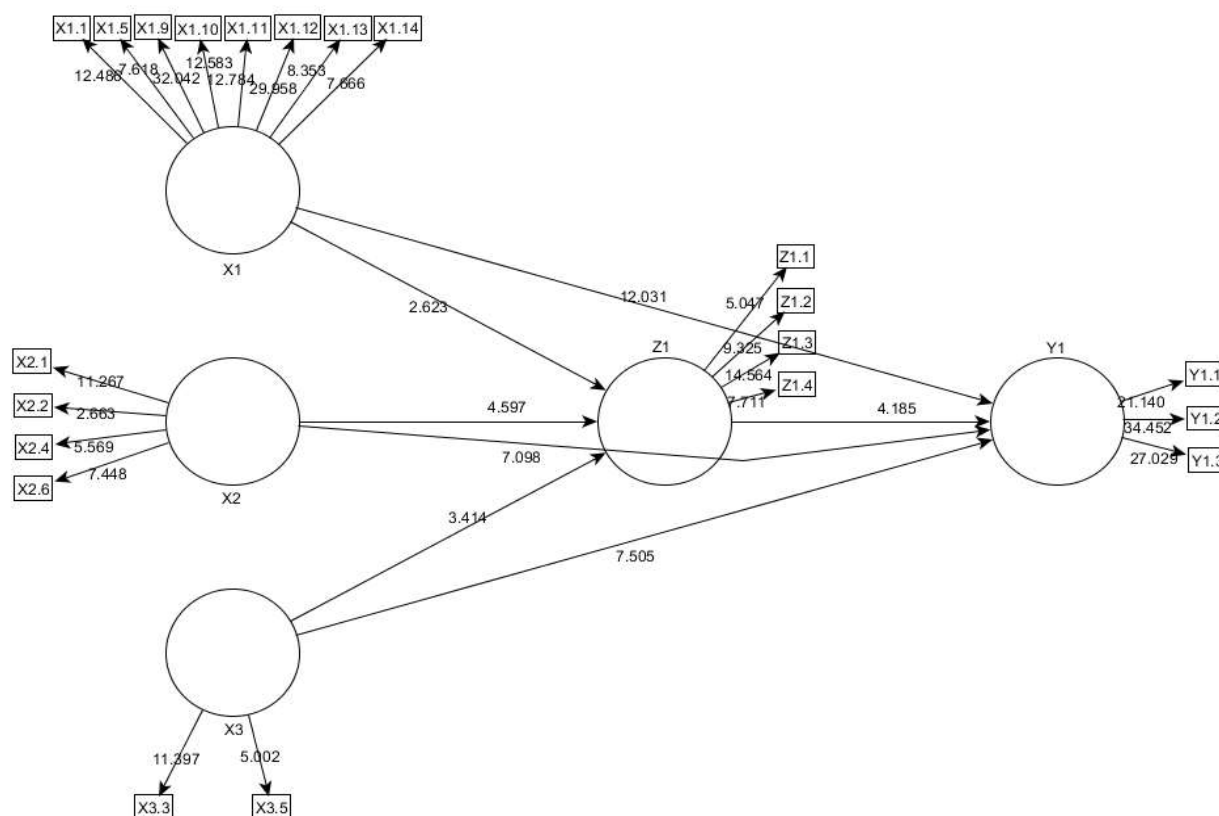 X1.1 X1.5 X1.9 X1.10 X1.11 X1.12 X1.13 X1.14
12.486 7.618 32.042 12.583 12.784 29.958 8.353 7.666
X1
Z1.1
12.031 5.047
2.623
Z1.2
Z1.3
9.325
Z1 Y1
X2.1
14.564
Z1.4
Y1.1
11.267
7.711
21.140
X2.2
2.663
4.597
4.185
Y1.2
34.452
X2.4
5.569
7.098
27.029
Y1.3
7.448
X2.6
X2
3.414
7.505
X3
11.397 5.002
X3.3 X3.5